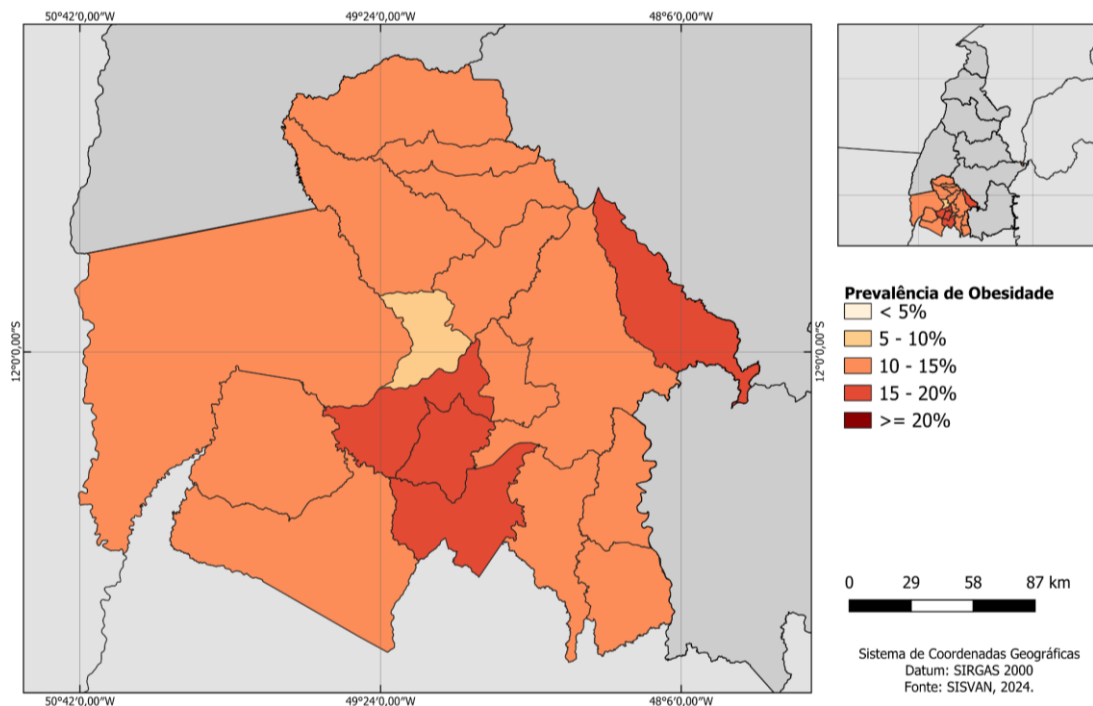 50°42'0,00"W 49°24'0,00"W 48°6'0,00"W
12°0'0,00"S 12°0'0,00"S
Prevalência de Obesidade
< 5%
5 - 10%
10 - 15%
15 - 20%
>= 20%
0 29 58 87 km
Sistema de Coordenadas Geográficas
Datum: SIRGAS 2000
Fonte: SISVAN, 2024.
50°42'0,00"W 49°24'0,00"W 48°6'0,00"W